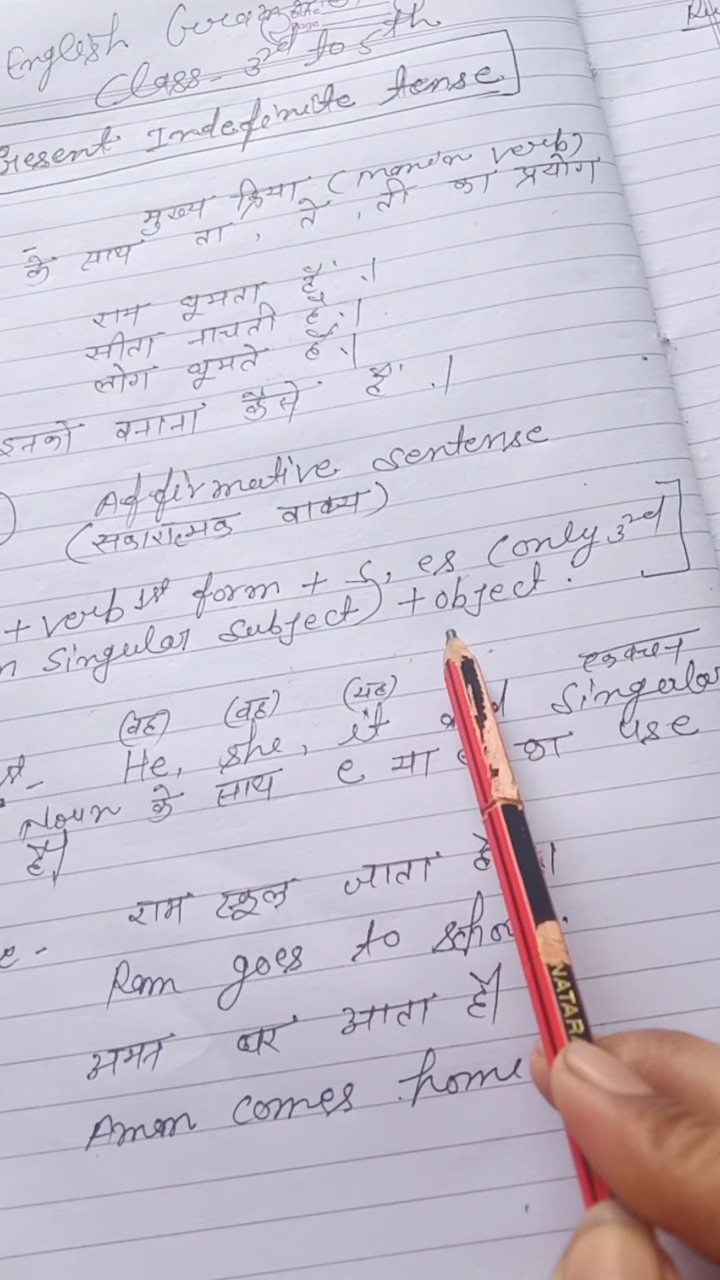 English
Class- 3rd to 5th
Present Indefinite tense
मुख्य क्रिया (main verb)
के साथ ता, ते, ती का प्रयोग
राम घूमता है।
सीता नाचती है।
लोग घूमते हैं।
इनको बनाना कैसे है।
Affirmative sentense
(सकारात्मक वाक्य)
+ verb 1st form + s, es (only 3rd
singular subject) + object.
एकवचन
(वह) (वह) (यह)
He, she, it singular
Noun के साथ e या का use
है।
राम स्कूल जाता है।
Ram goes to
अमन घर आता है।
Aman comes home
NATAR